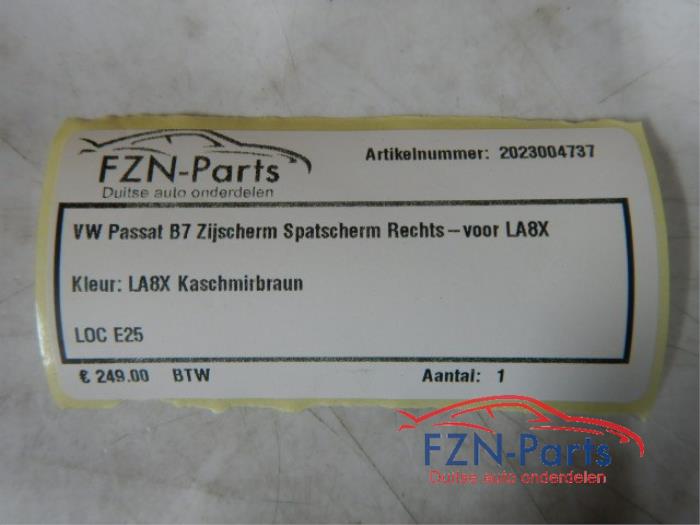 FZN-Parts
Duitse auto onderdelen
Artikelnummer: 2023004737
VW Passat B7 Zijscherm Spatscherm Rechts-voor LA8X
Kleur: LA8X Kaschmirbraun
LOC E25
€ 249.00 BTW
Aantal: 1
FZN-Parts
Duitse auto onderdelen